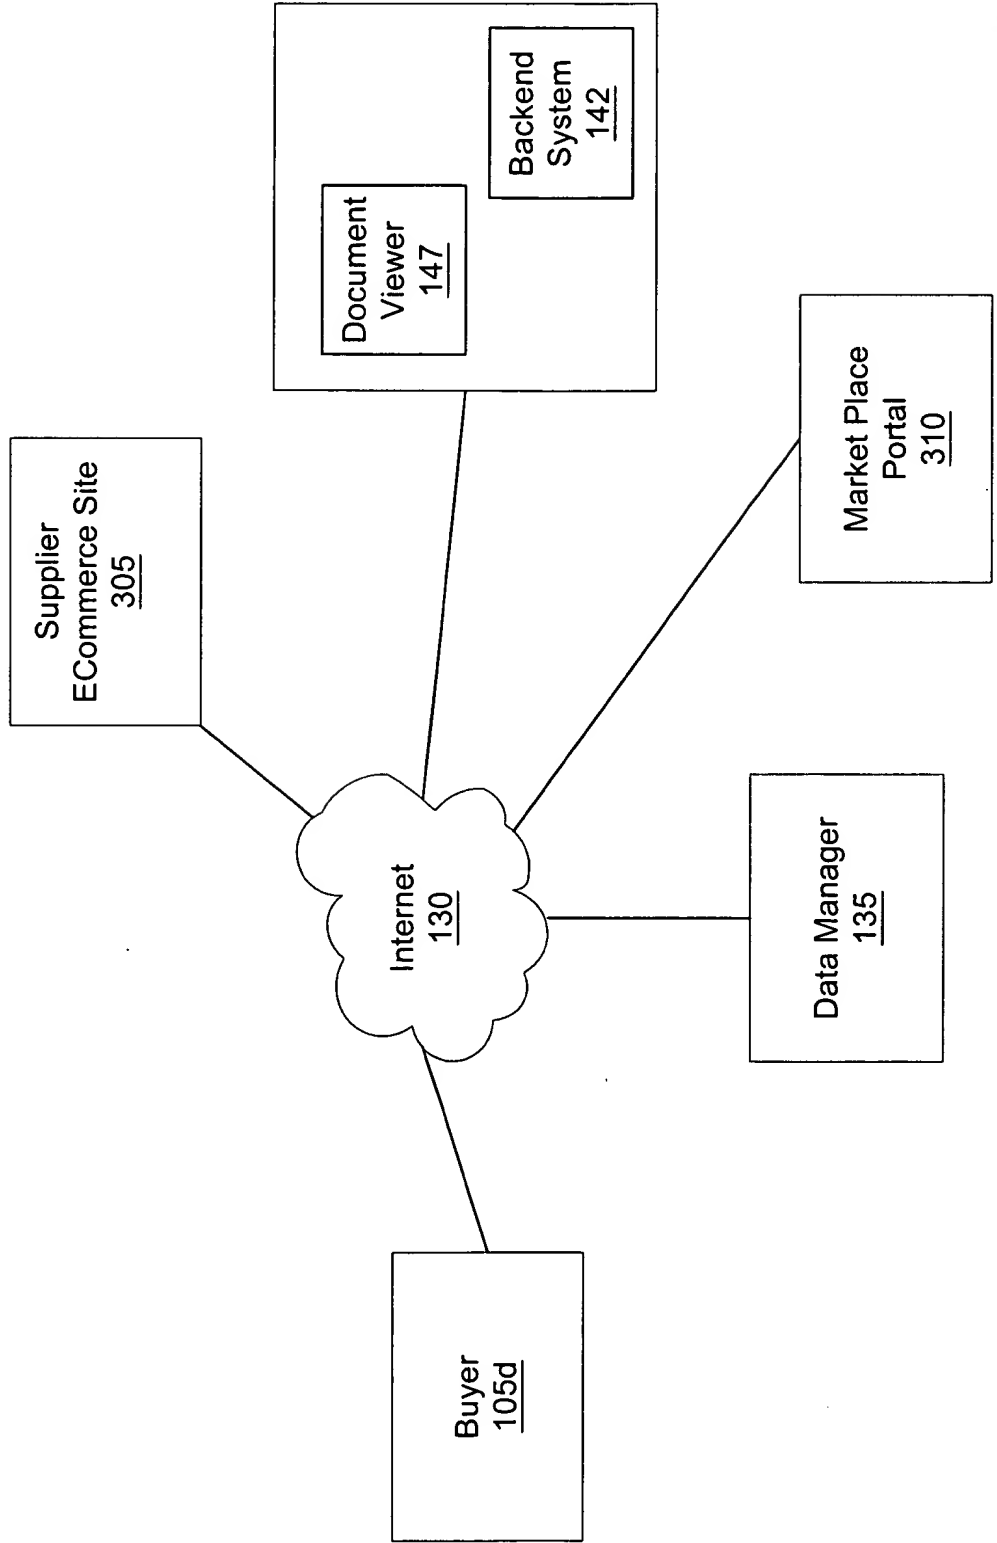 Supplier
ECommerce Site
305
Document
Viewer
147
Backend
System
142
Internet
130
Buyer
105d
Data Manager
135
Market Place
Portal
310